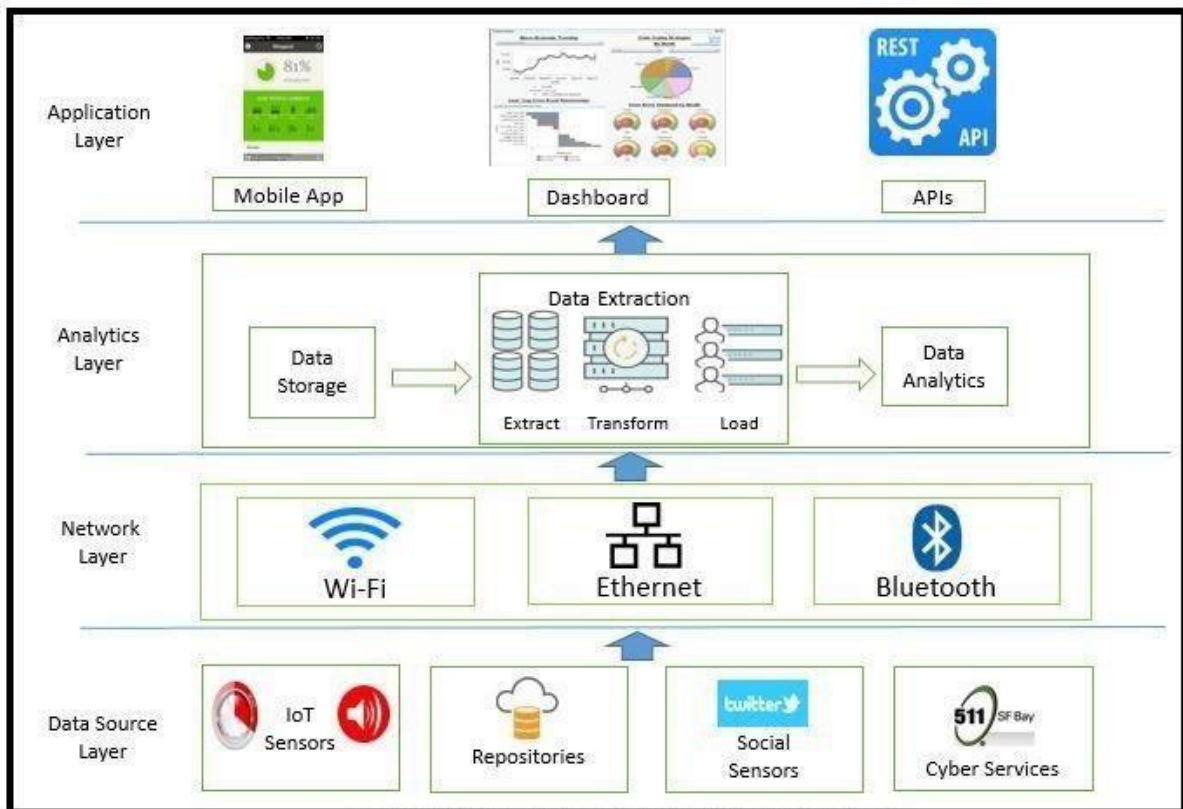 81%
REST
API
Application
Layer
Mobile App
Dashboard
APIs
Analytics
Layer
Data
Storage
Data Extraction
Extract
Transform
Load
Data
Analytics
Network
Layer
Wi-Fi
Ethernet
Bluetooth
Data Source
Layer
IoT
Sensors
Repositories
twitter
Social
Sensors
511
SF Bay
Cyber Services